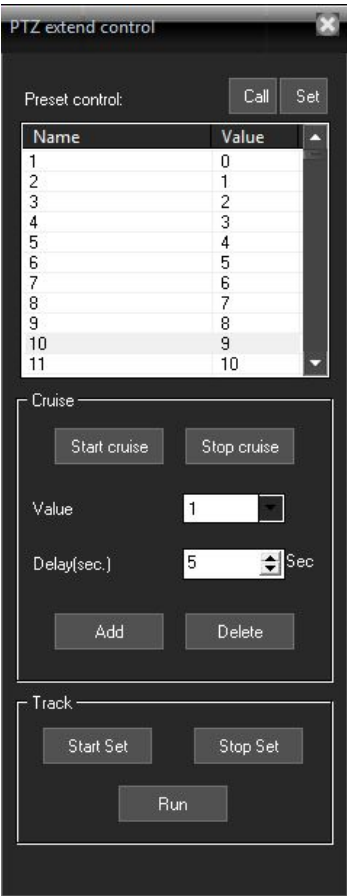 PTZ extend control
Preset control: Call Set
Name Value
1 0
2 1
3 2
4 3
5 4
6 5
7 6
8 7
9 8
10 9
11 10
Cruise
Start cruise Stop cruise
Value 1
Delay(sec.) 5 Sec
Add Delete
Track
Start Set Stop Set
Run